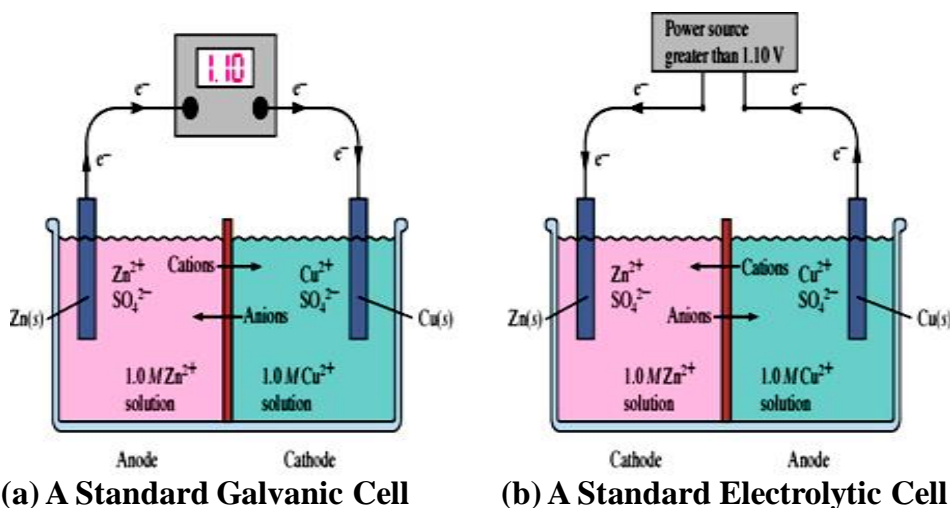 1.10
e⁻
e⁻
e⁻
e⁻
Zn²⁺
SO₄²⁻
Cations
Cu²⁺
SO₄²⁻
Anions
Zn(s)
Cu(s)
1.0 M Zn²⁺
solution
1.0 M Cu²⁺
solution
Anode
Cathode
(a) A Standard Galvanic Cell
Power source
greater than 1.10 V
e⁻
e⁻
e⁻
e⁻
Zn²⁺
SO₄²⁻
Cations
Cu²⁺
SO₄²⁻
Anions
Zn(s)
Cu(s)
1.0 M Zn²⁺
solution
1.0 M Cu²⁺
solution
Cathode
Anode
(b) A Standard Electrolytic Cell